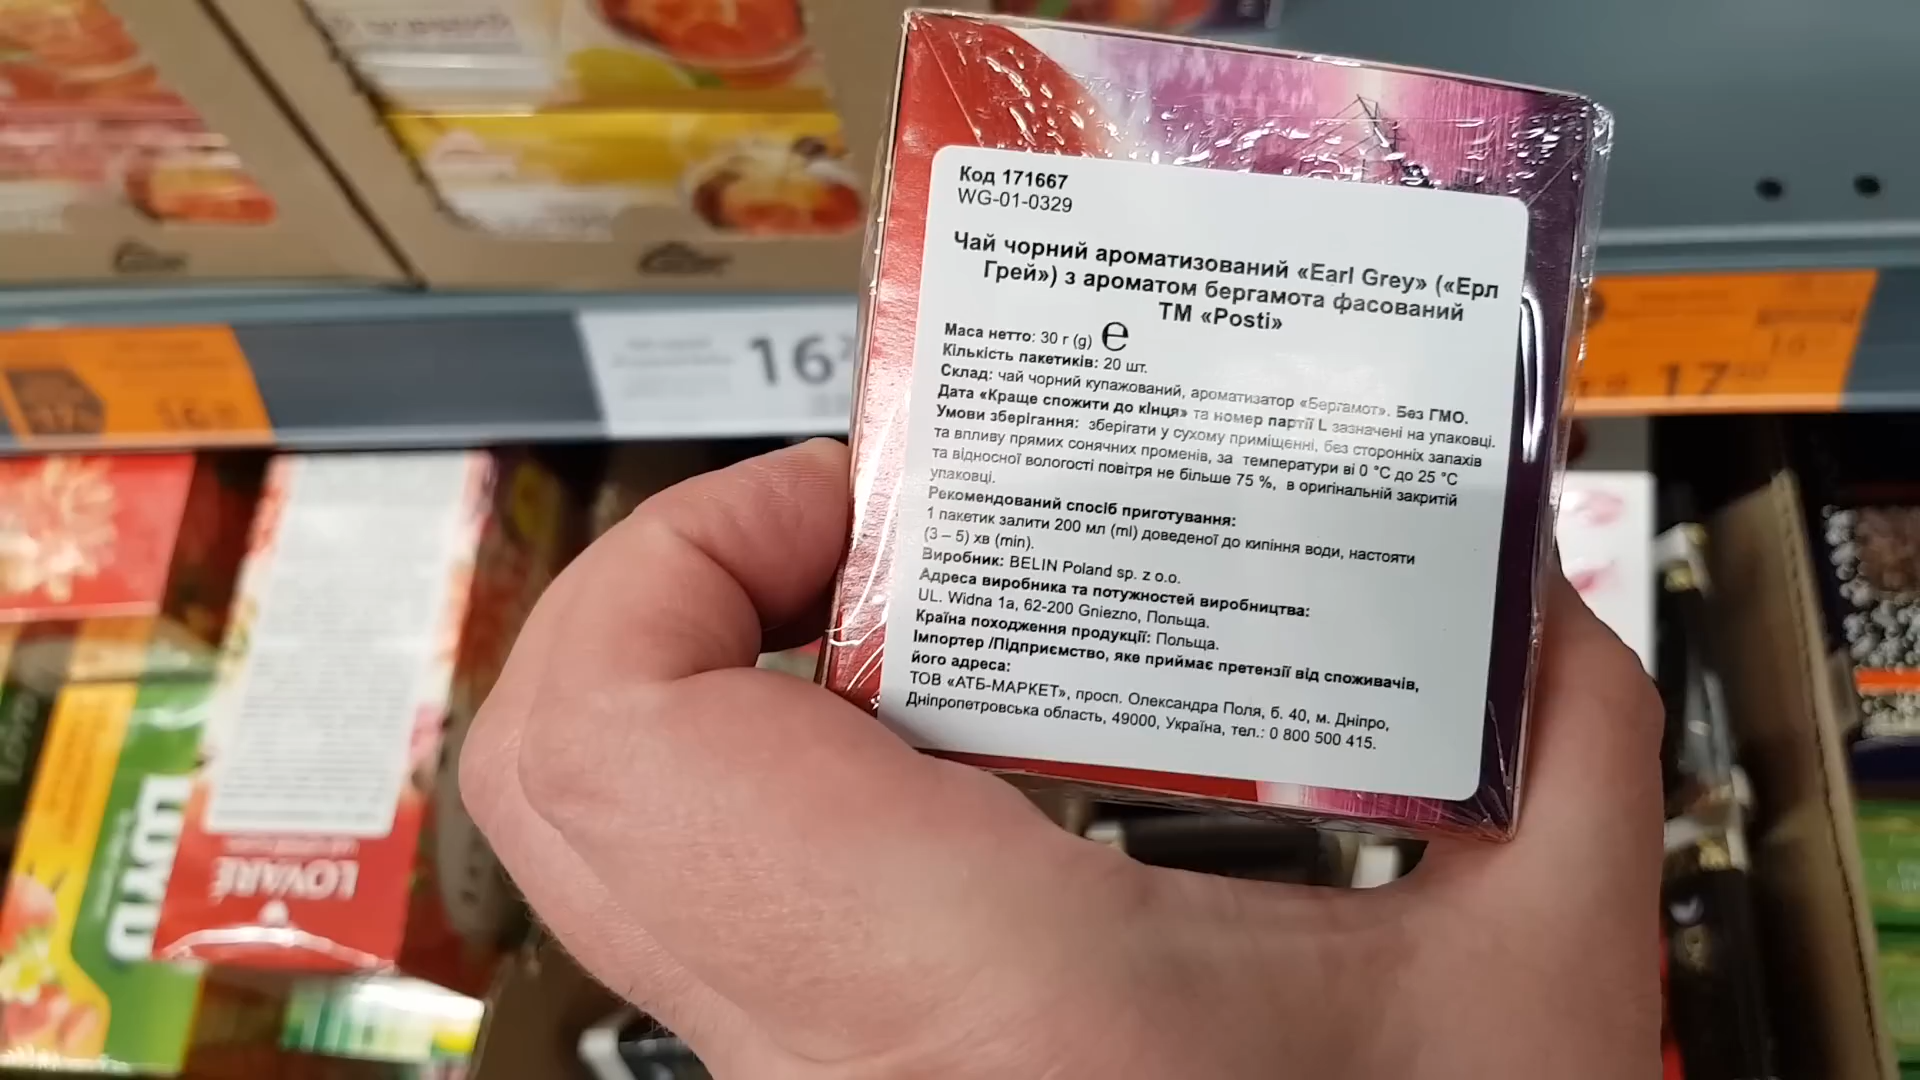 Код 171667
WG-01-0329
Чай чорний ароматизований «Earl Grey» («Ерл
Грей») з ароматом бергамота фасований
ТМ «Posti»
Маса нетто: 30 г (g) ℮
Кількість пакетиків: 20 шт.
Склад: чай чорний купажований, ароматизатор «Бергамот». Без ГМО.
Дата «Краще спожити до кінця» та номер партії L зазначені на упаковці.
Умови зберігання: зберігати у сухому приміщенні, без сторонніх запахів
та впливу прямих сонячних променів, за температури ві 0 °С до 25 °С
та відносної вологості повітря не більше 75 %, в оригінальній закритій
упаковці.
Рекомендований спосіб приготування:
1 пакетик залити 200 мл (ml) доведеної до кипіння води, настояти
(3 – 5) хв (min).
Виробник: BELIN Poland sp. z o.o.
Адреса виробника та потужностей виробництва:
UL. Widna 1a, 62-200 Gniezno, Польща.
Країна походження продукції: Польща.
Імпортер /Підприємство, яке приймає претензії від споживачів,
його адреса:
ТОВ «АТБ-МАРКЕТ», просп. Олександра Поля, б. 40, м. Дніпро,
Дніпропетровська область, 49000, Україна, тел.: 0 800 500 415.
16
17
LOYD
LOVARÉ